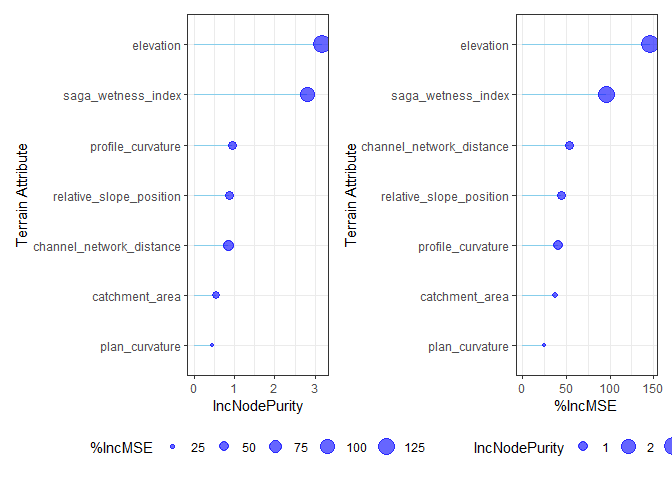 elevation
saga_wetness_index
profile_curvature
relative_slope_position
channel_network_distance
catchment_area
plan_curvature
Terrain Attribute
0 1 2 3
IncNodePurity
elevation
saga_wetness_index
channel_network_distance
relative_slope_position
profile_curvature
catchment_area
plan_curvature
Terrain Attribute
0 50 100 150
%IncMSE
%IncMSE 25 50 75 100 125
IncNodePurity 1 2